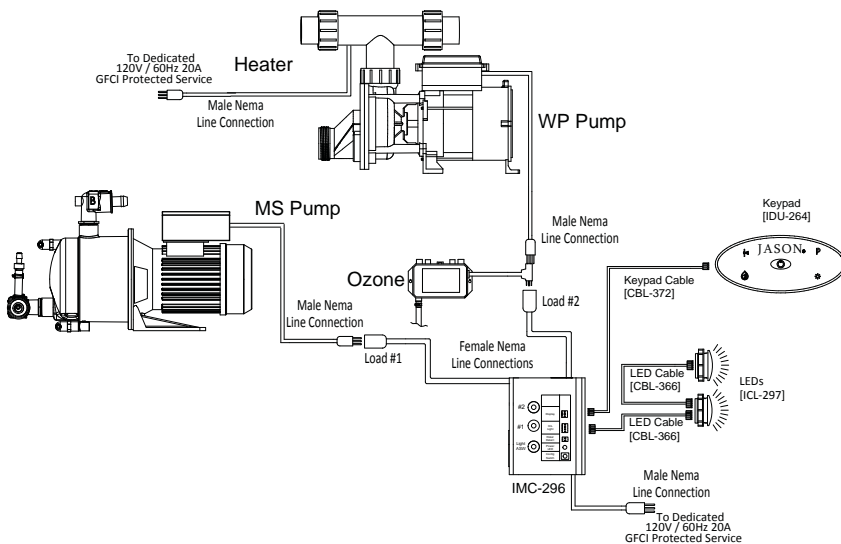 To Dedicated
120V / 60Hz 20A
GFCI Protected Service
Heater
Male Nema
Line Connection
WP Pump
MS Pump
B
Male Nema
Line Connection
Keypad
[IDU-264]
JASON
P
Ozone
Keypad Cable
[CBL-372]
Load #2
Male Nema
Line Connection
Load #1
Female Nema
Line Connections
LED Cable
[CBL-366]
LEDs
[ICL-297]
LED Cable
[CBL-366]
#2
#1
Light
IMC-296
Male Nema
Line Connection
To Dedicated
120V / 60Hz 20A
GFCI Protected Service